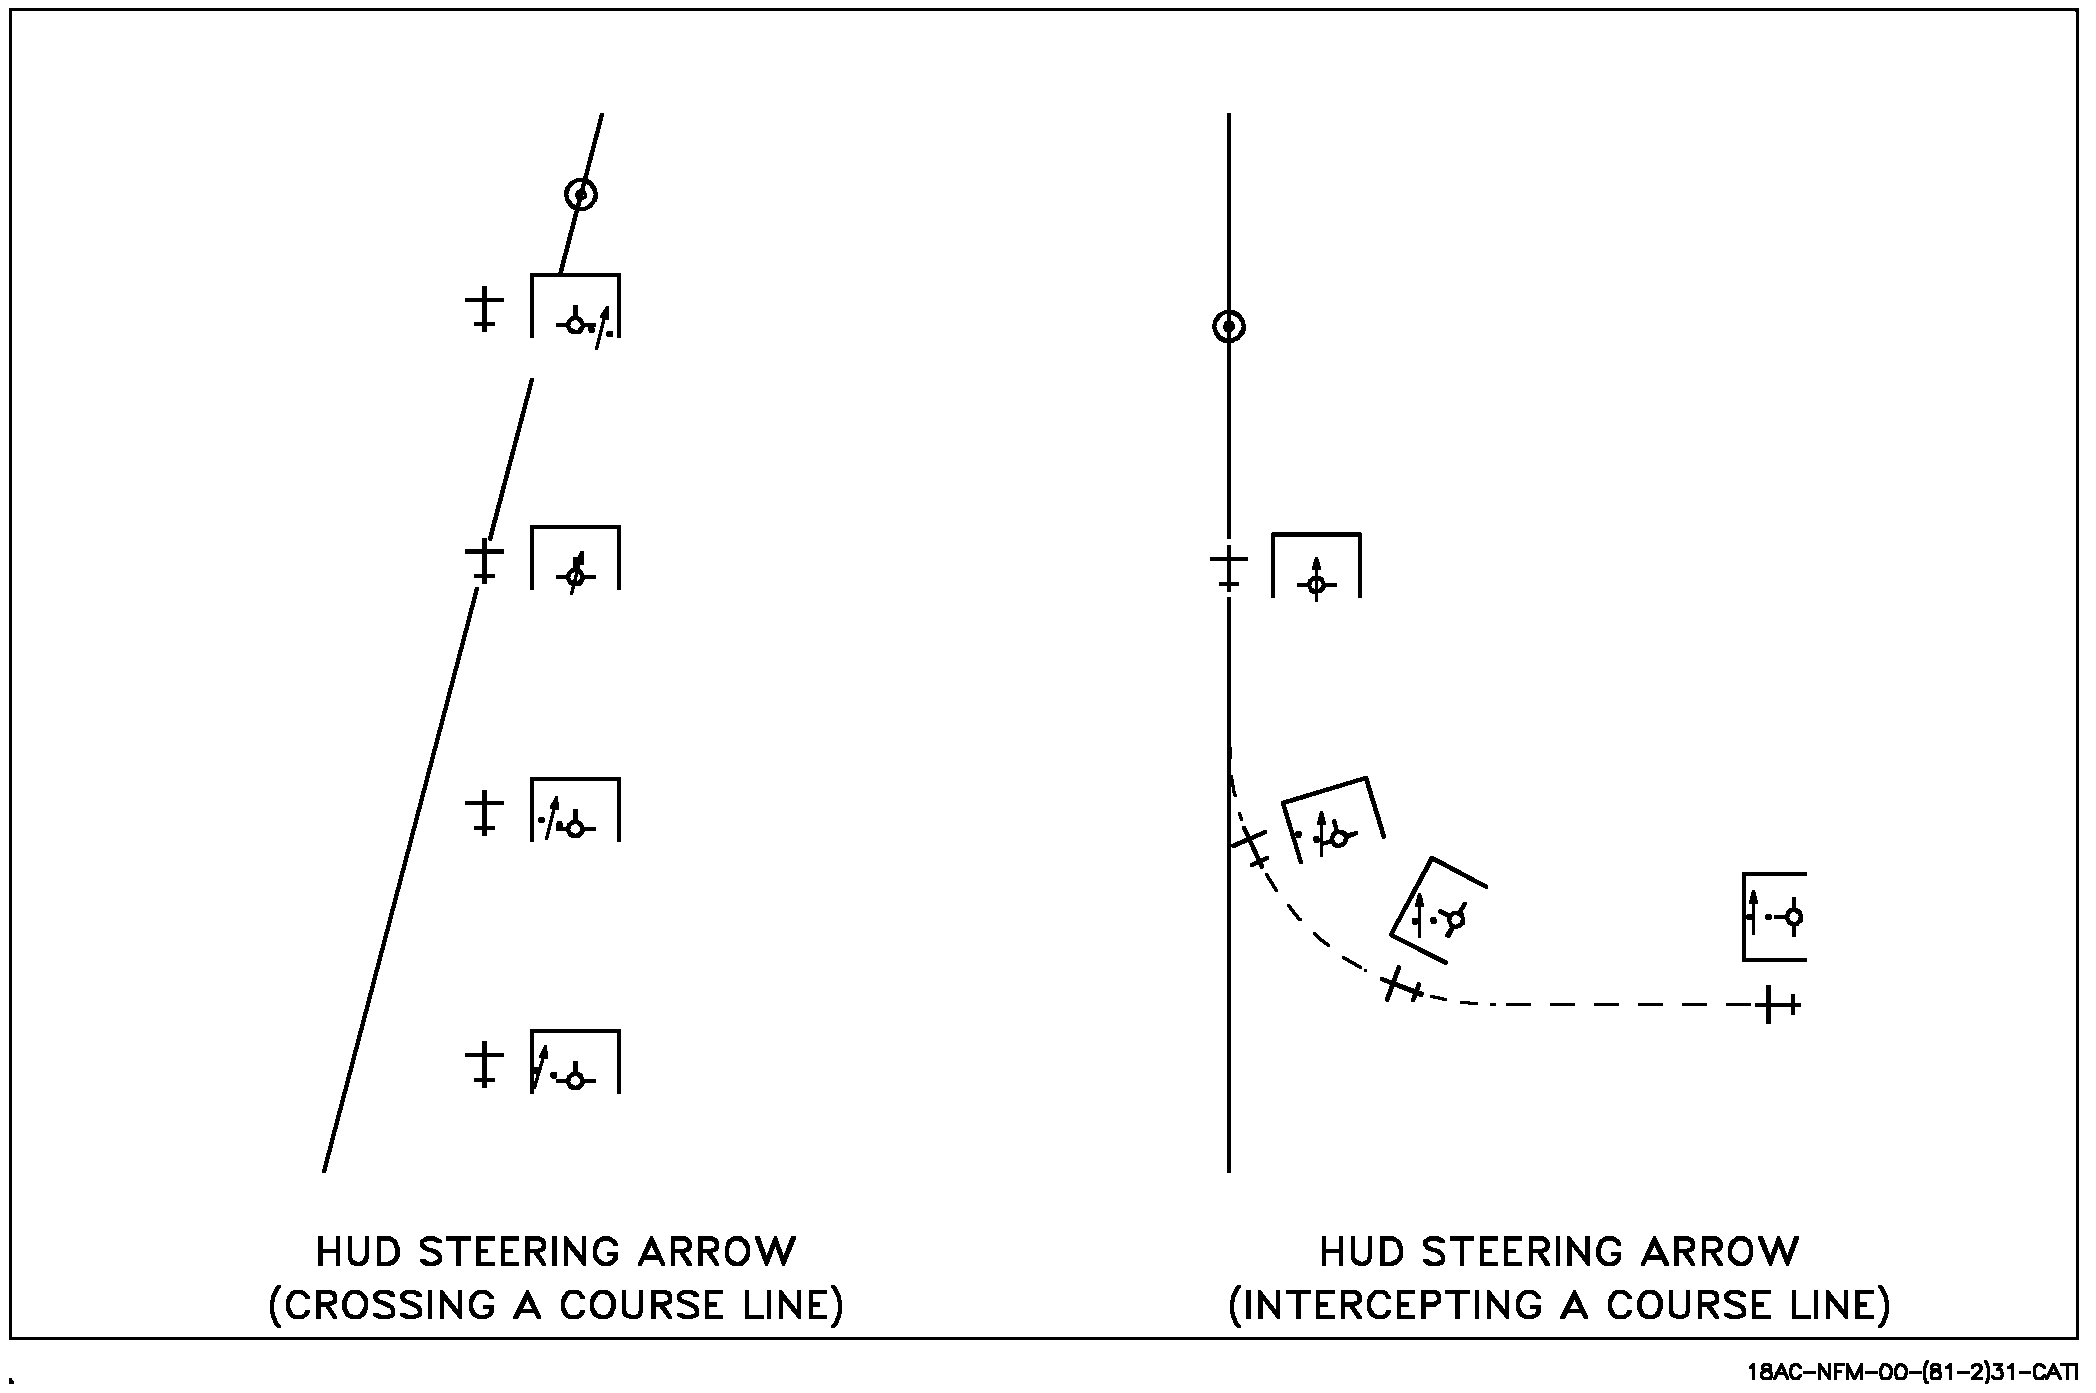 HUD STEERING ARROW
(CROSSING A COURSE LINE)
HUD STEERING ARROW
(INTERCEPTING A COURSE LINE)
18AC-NFM-00-(81-2)31-CATI